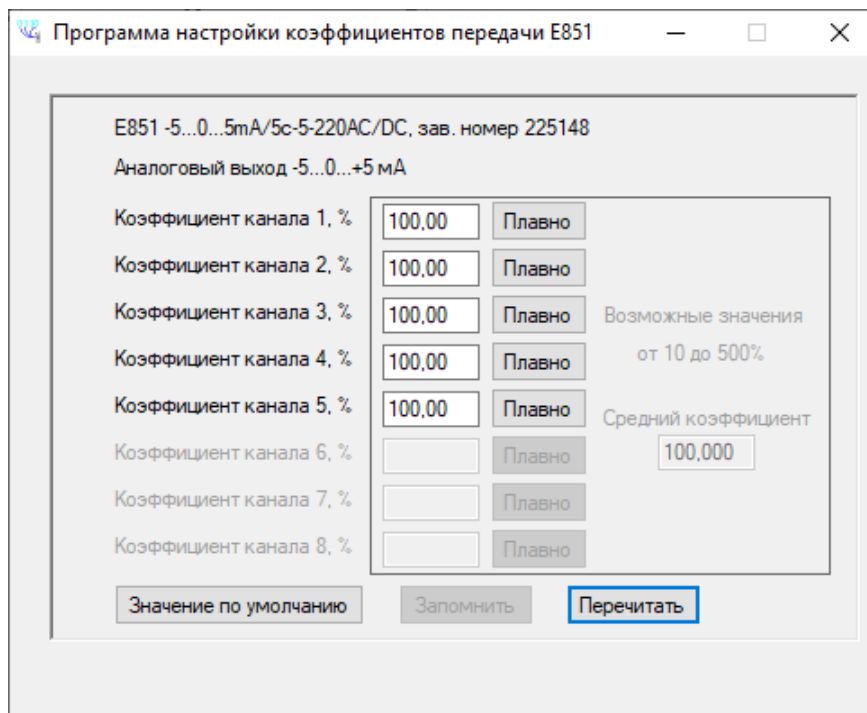 Программа настройки коэффициентов передачи E851
E851 -5...0...5mA/5c-5-220AC/DC, зав. номер 225148
Аналоговый выход -5...0...+5 мА
Коэффициент канала 1, % 100,00 Плавно
Коэффициент канала 2, % 100,00 Плавно
Коэффициент канала 3, % 100,00 Плавно Возможные значения
Коэффициент канала 4, % 100,00 Плавно от 10 до 500%
Коэффициент канала 5, % 100,00 Плавно Средний коэффициент
Коэффициент канала 6, % Плавно 100,000
Коэффициент канала 7, % Плавно
Коэффициент канала 8, % Плавно
Значение по умолчанию Запомнить Перечитать